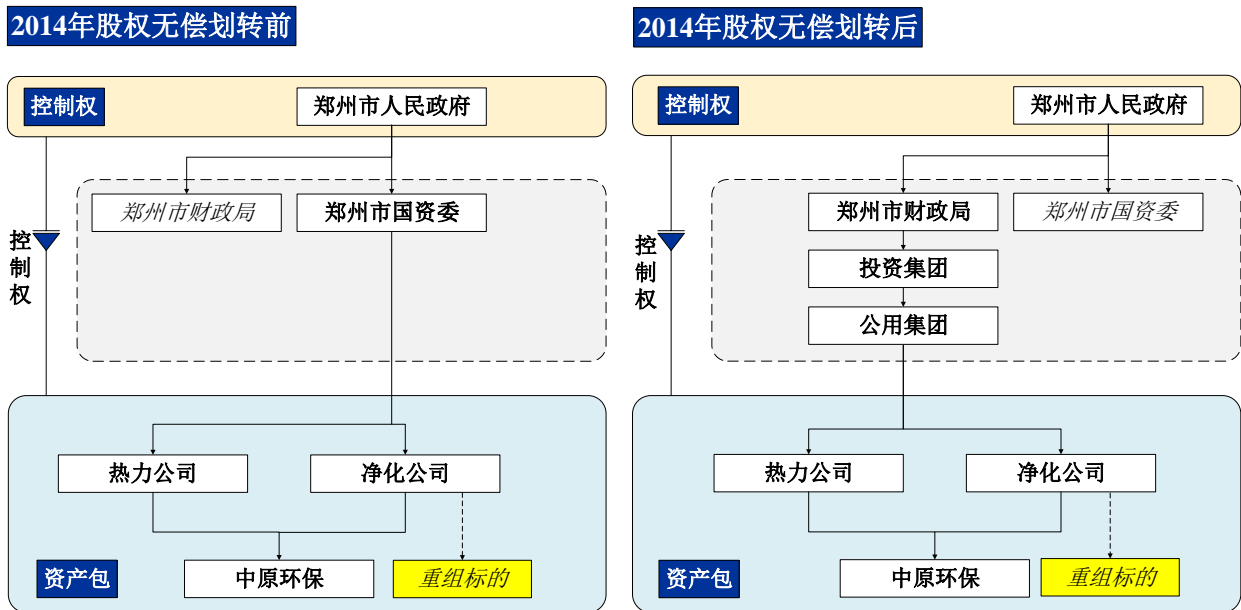 2014年股权无偿划转前
控制权
郑州市人民政府
郑州市财政局
郑州市国资委
控制权
热力公司
净化公司
资产包
中原环保
重组标的
2014年股权无偿划转后
控制权
郑州市人民政府
郑州市财政局
郑州市国资委
投资集团
公用集团
控制权
热力公司
净化公司
资产包
中原环保
重组标的